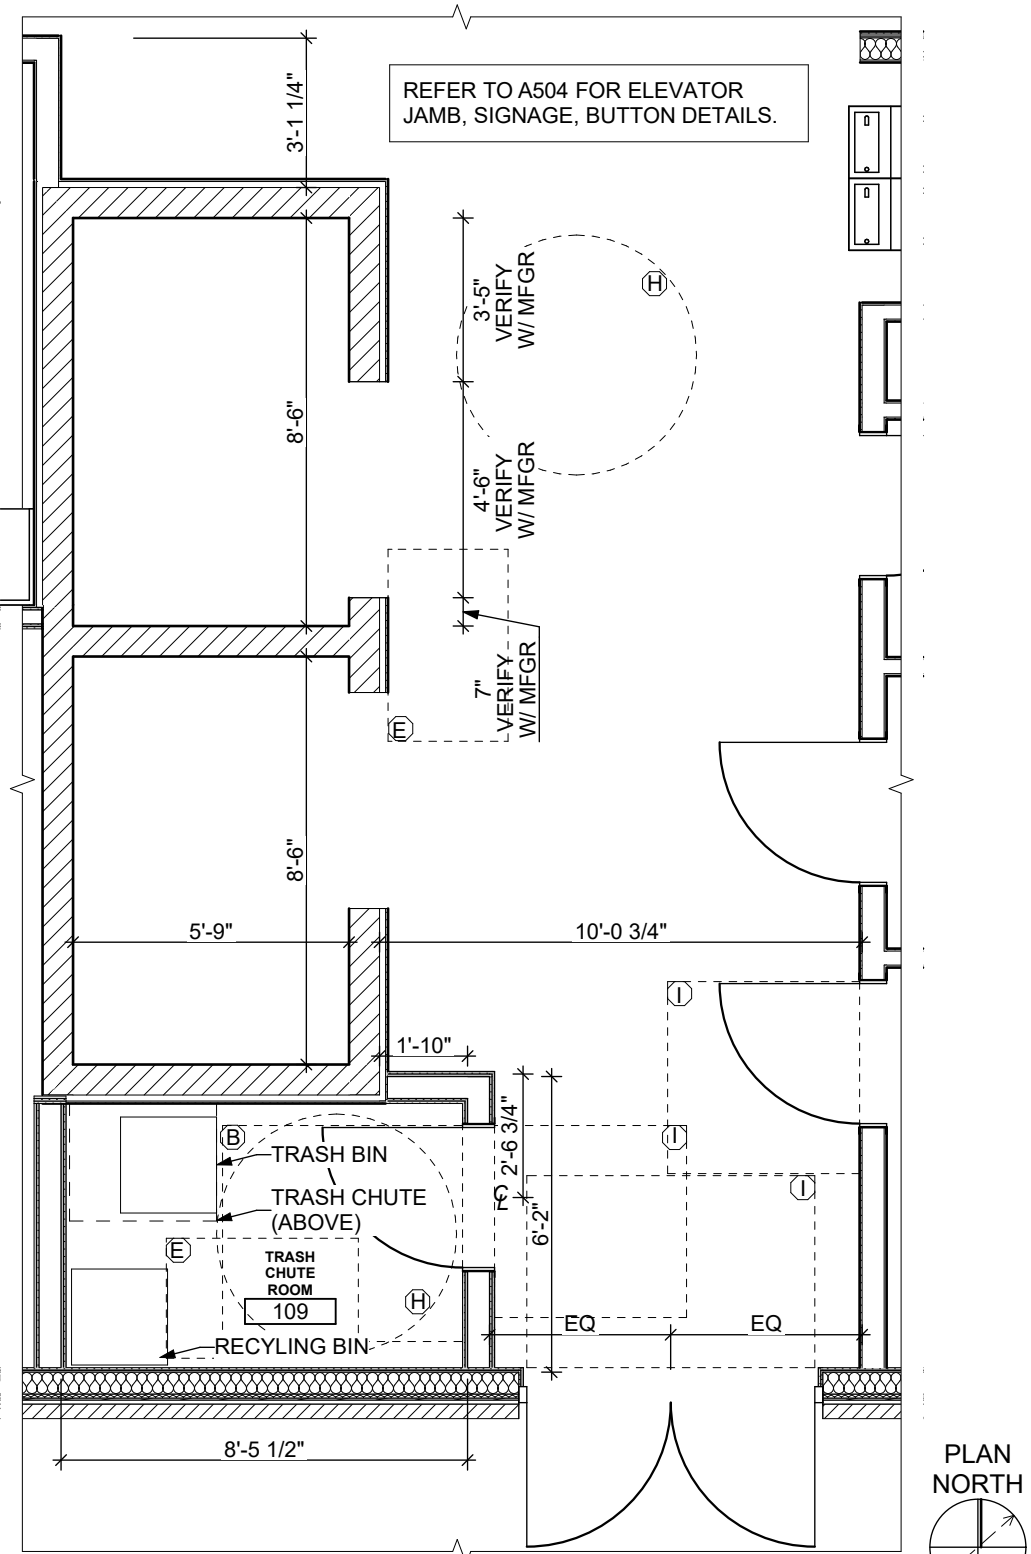 REFER TO A504 FOR ELEVATOR
JAMB, SIGNAGE, BUTTON DETAILS.
3'-1 1/4"
H
3'-5"
VERIFY
W/ MFGR
8'-6"
4'-6"
VERIFY
W/ MFGR
7"
VERIFY
W/ MFGR
E
8'-6"
5'-9"
10'-0 3/4"
I
1'-10"
2'-6 3/4"
B
I
TRASH BIN
I
TRASH CHUTE
(ABOVE)
CL
6'-2"
E
TRASH
CHUTE
ROOM
109
H
EQ
EQ
RECYLING BIN
8'-5 1/2"
PLAN
NORTH